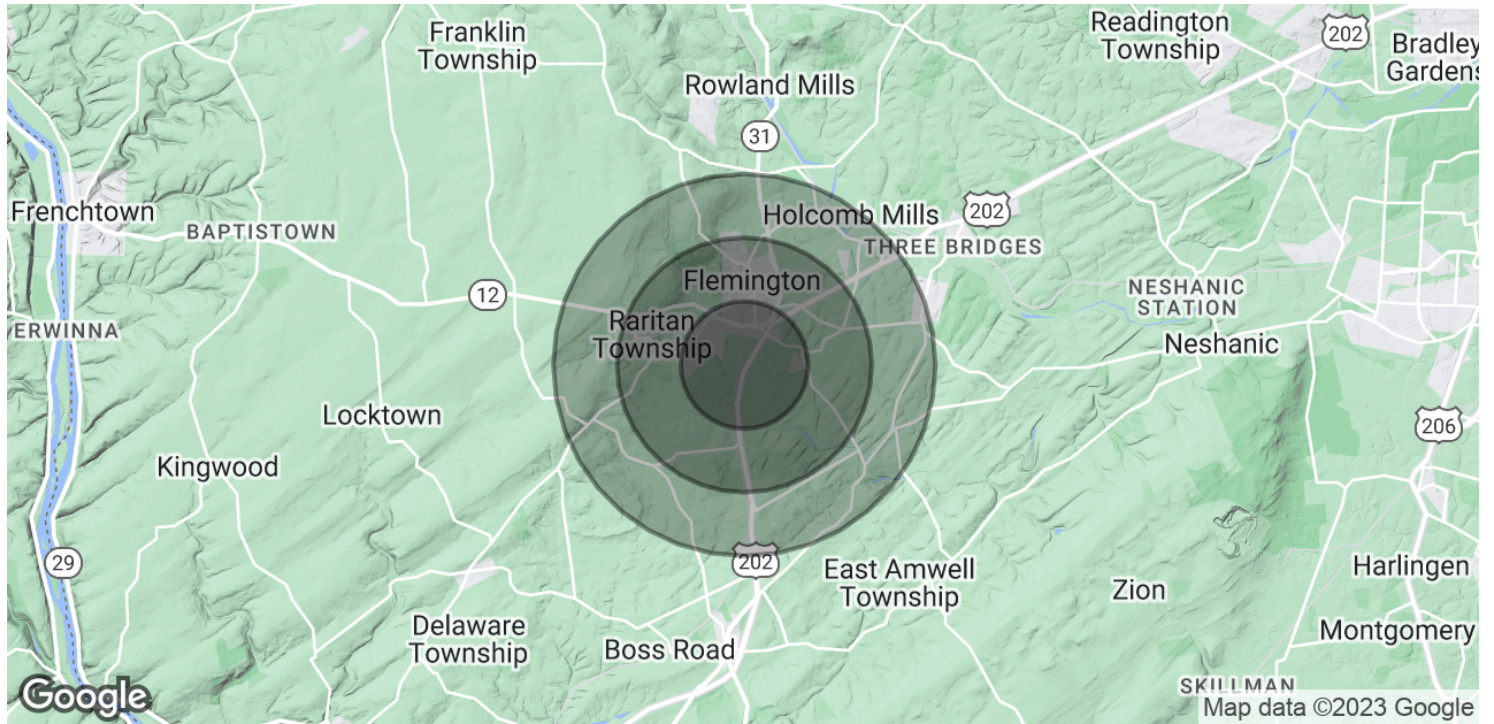 Franklin
Township
Readington
Township
202
Bradley
Gardens
Rowland Mills
31
Frenchtown
BAPTISTOWN
Holcomb Mills
202
THREE BRIDGES
Flemington
12
NESHANIC
STATION
ERWINNA
Raritan
Township
Neshanic
Locktown
206
Kingwood
29
202
East Amwell
Township
Harlingen
Zion
Delaware
Township
Boss Road
Montgomery
SKILLMAN
Google
Map data ©2023 Google